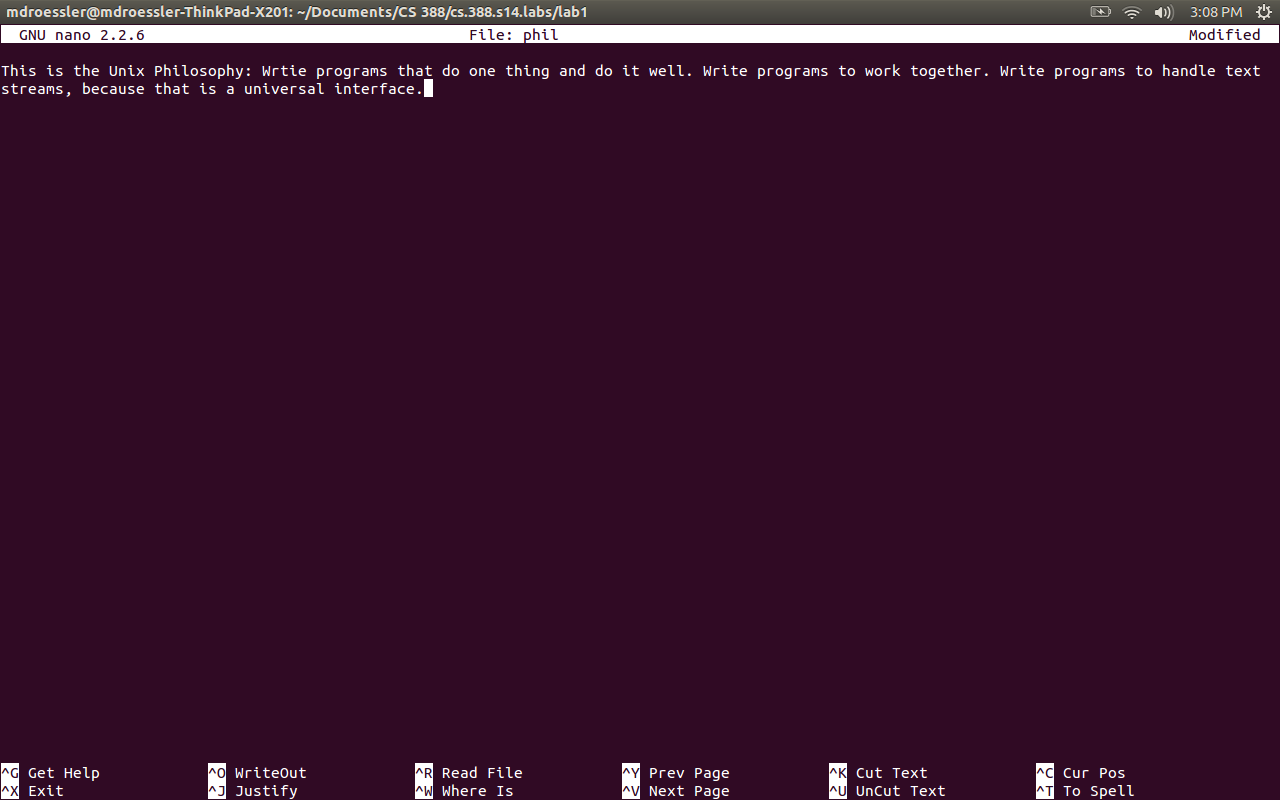 mdroessler@mdroessler-ThinkPad-X201: ~/Documents/CS 388/cs.388.s14.labs/lab1 3:08 PM
GNU nano 2.2.6 File: phil Modified
This is the Unix Philosophy: Wrtie programs that do one thing and do it well. Write programs to work together. Write programs to handle text
streams, because that is a universal interface.
^G Get Help ^O WriteOut ^R Read File ^Y Prev Page ^K Cut Text ^C Cur Pos
^X Exit ^J Justify ^W Where Is ^V Next Page ^U UnCut Text ^T To Spell